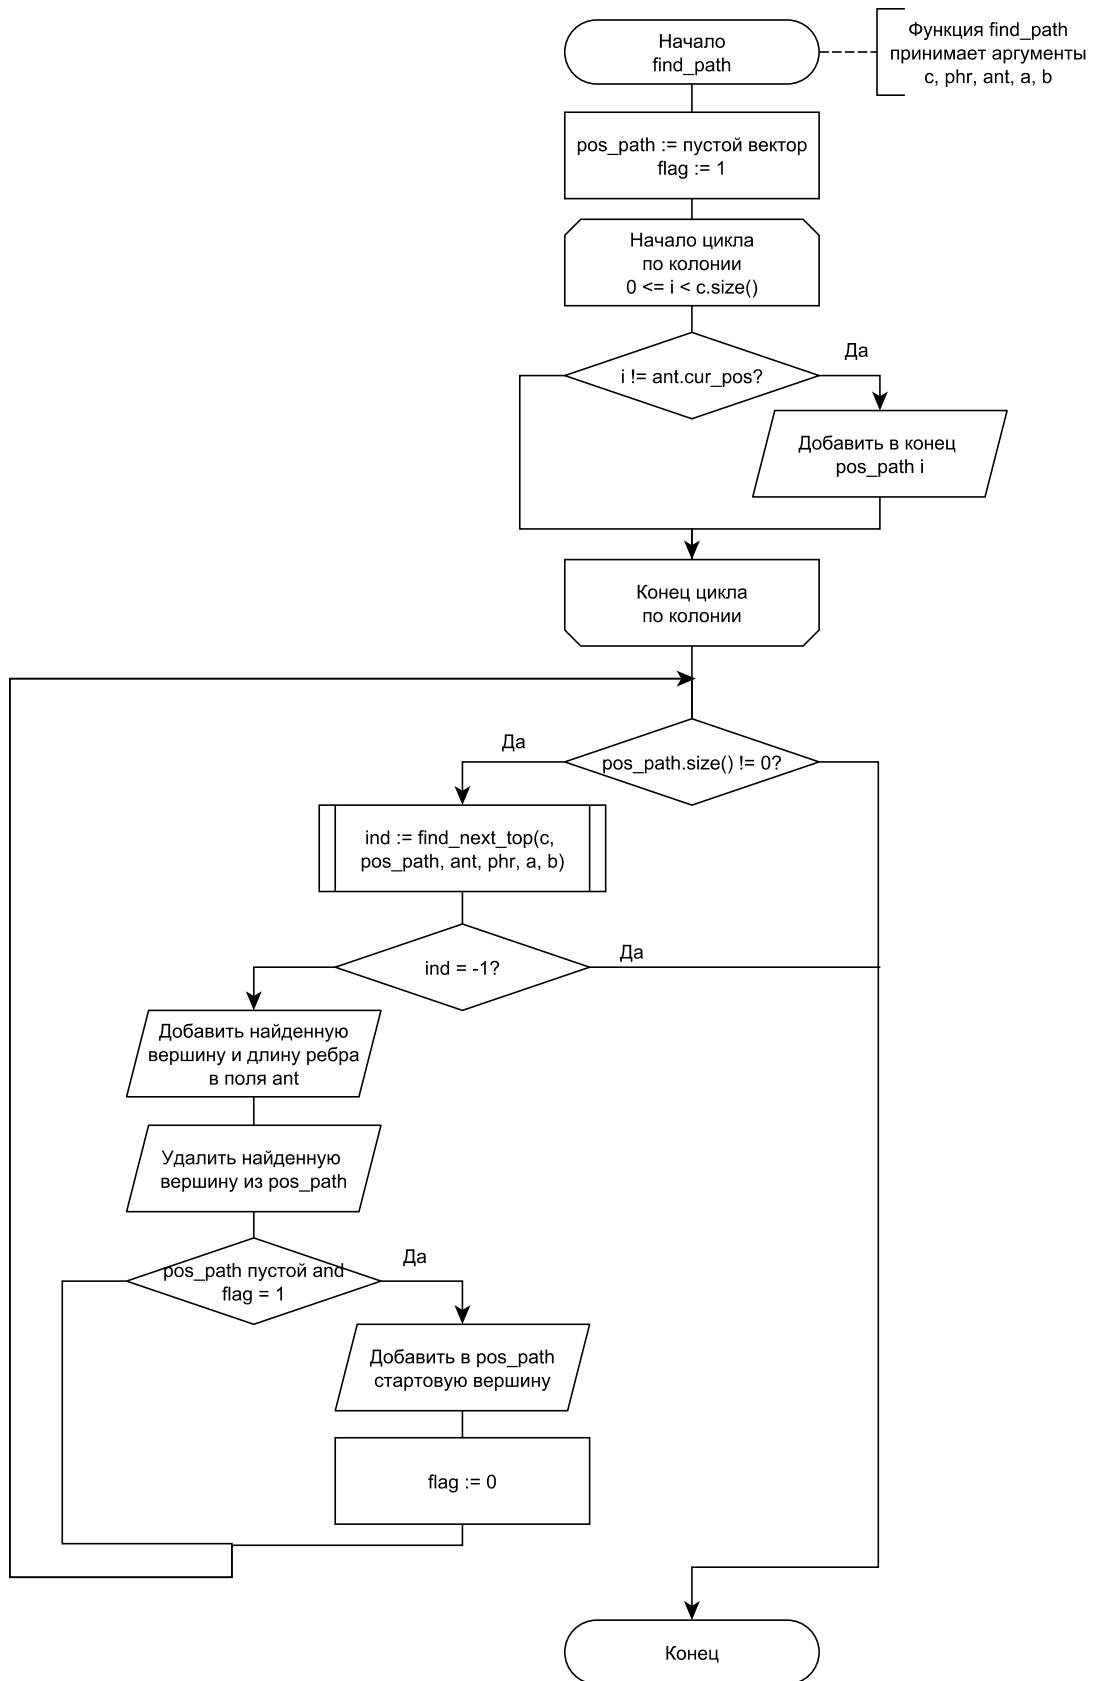 Начало
find_path
Функция find_path
принимает аргументы
c, phr, ant, a, b
pos_path := пустой вектор
flag := 1
Начало цикла
по колонии
0 <= i < c.size()
i != ant.cur_pos?
Да
Добавить в конец
pos_path i
Конец цикла
по колонии
pos_path.size() != 0?
Да
ind := find_next_top(c,
pos_path, ant, phr, a, b)
ind = -1?
Да
Добавить найденную
вершину и длину ребра
в поля ant
Удалить найденную
вершину из pos_path
pos_path пустой and
flag = 1
Да
Добавить в pos_path
стартовую вершину
flag := 0
Конец